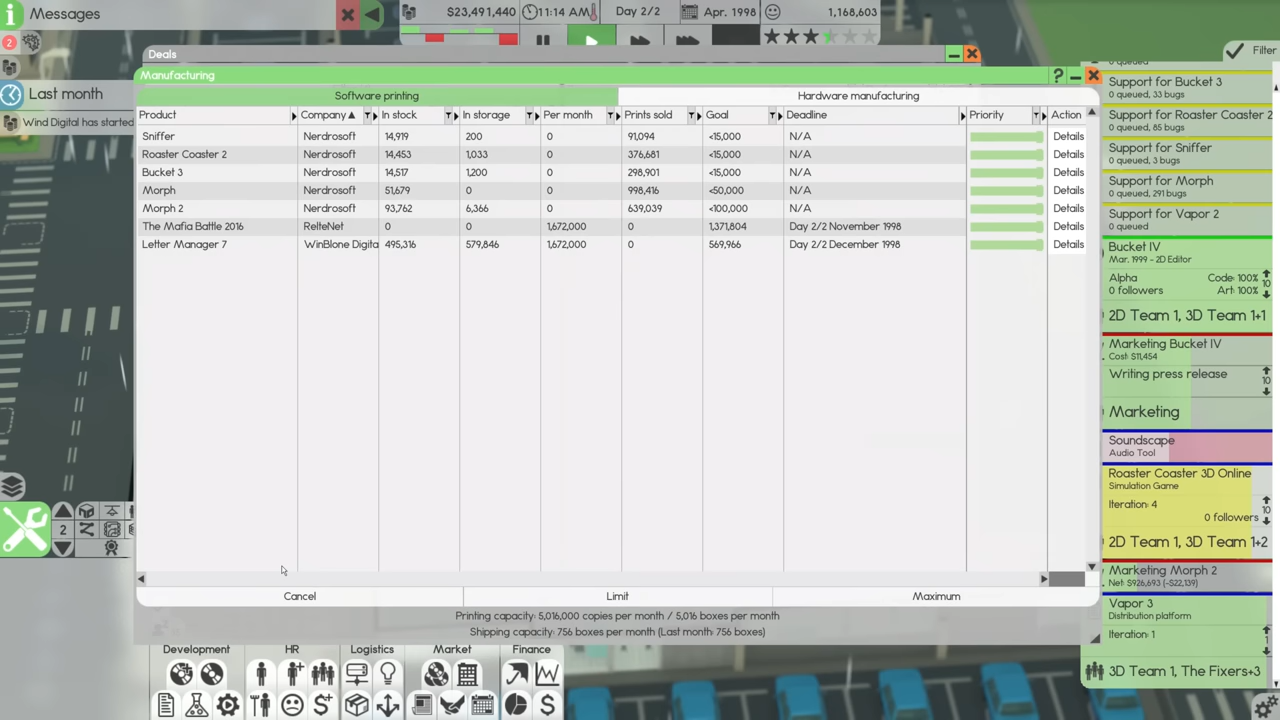 Messages
$23,491,440
11:14 AM
Day 2/2
Apr. 1998
1,168,603
2
Last month
Wind Digital has started
Filter
Deals
Manufacturing
?
Software printing
Hardware manufacturing
Product Company In stock In storage Per month Prints sold Goal Deadline Priority Action
Sniffer Nerdrosoft 14,919 200 0 91,094 <15,000 N/A Details
Roaster Coaster 2 Nerdrosoft 14,453 1,033 0 376,681 <15,000 N/A Details
Bucket 3 Nerdrosoft 14,517 1,200 0 298,901 <15,000 N/A Details
Morph Nerdrosoft 51,679 0 0 998,416 <50,000 N/A Details
Morph 2 Nerdrosoft 93,762 6,366 0 639,039 <100,000 N/A Details
The Mafia Battle 2016 RelteNet 0 0 1,672,000 0 1,371,804 Day 2/2 November 1998 Details
Letter Manager 7 WinBlone Digita 495,316 579,846 1,672,000 0 569,966 Day 2/2 December 1998 Details
Cancel
Limit
Maximum
Printing capacity: 5,016,000 copies per month / 5,016 boxes per month
Shipping capacity: 756 boxes per month (Last month: 756 boxes)
0 queued, 62 bugs
Support for Bucket 3
0 queued, 33 bugs
Support for Roaster Coaster 2
0 queued, 85 bugs
Support for Sniffer
0 queued, 3 bugs
Support for Morph
0 queued, 291 bugs
Support for Vapor 2
0 queued
Bucket IV
Mar. 1999 - 2D Editor
Alpha Code: 100%
0 followers Art: 100%
10
2D Team 1, 3D Team 1+1
Marketing Bucket IV
Cost: $11,454
Writing press release
10
Marketing
Soundscape
Audio Tool
Roaster Coaster 3D Online
Simulation Game
Iteration: 4
10
0 followers
2D Team 1, 3D Team 1+2
Marketing Morph 2
Net: $926,693 (-$22,139)
Vapor 3
Distribution platform
Iteration: 1
1
3D Team 1, The Fixers+3
2
Development
HR
Logistics
Market
Finance